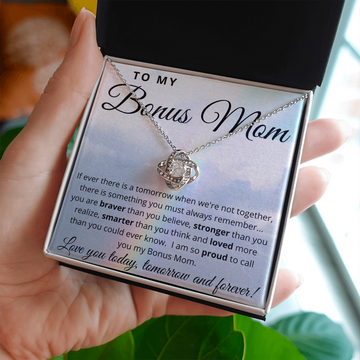 TO MY
Bonus Mom
If ever there is a tomorrow when we're not together,
there is something you must always remember...
you are braver than you believe, stronger than you
realize, smarter than you think and loved more
than you could ever know. I am so proud to call
you my Bonus Mom.
Love you today, tomorrow and forever!